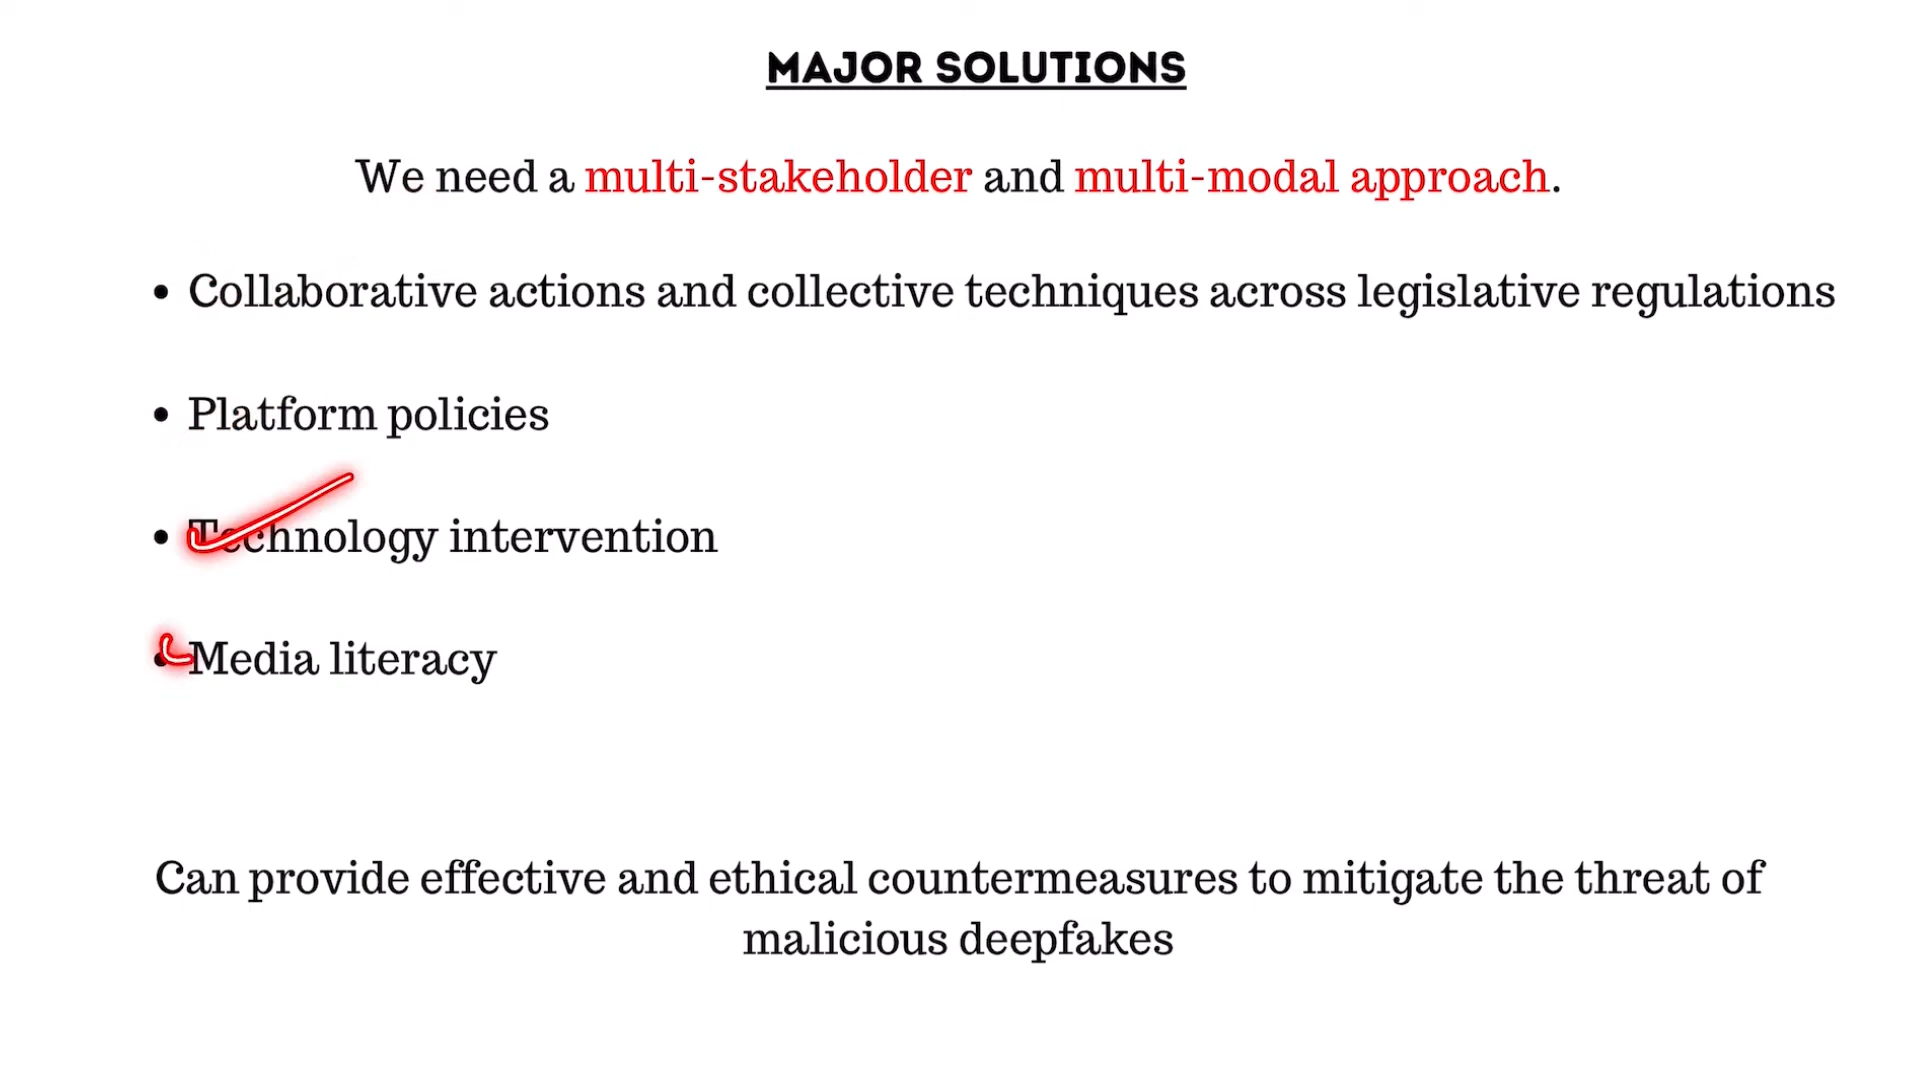 MAJOR SOLUTIONS
We need a multi-stakeholder and multi-modal approach.
• Collaborative actions and collective techniques across legislative regulations
• Platform policies
• Technology intervention
• Media literacy
Can provide effective and ethical countermeasures to mitigate the threat of
malicious deepfakes